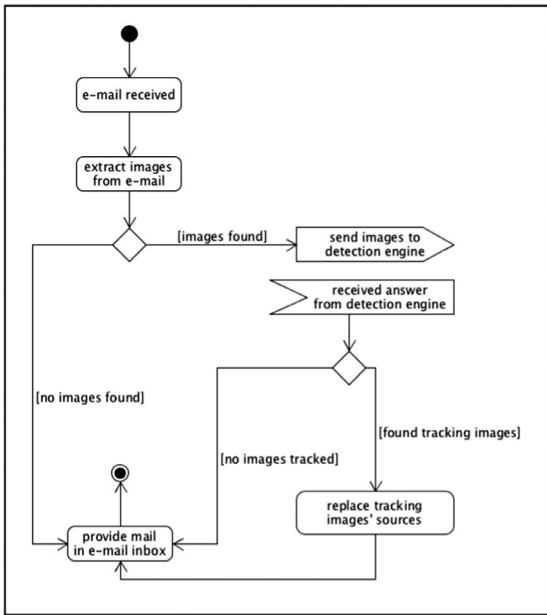 e-mail received
extract images
from e-mail
[images found]
send images to
detection engine
received answer
from detection engine
[no images found]
[found tracking images]
[no images tracked]
replace tracking
images' sources
provide mail
in e-mail inbox